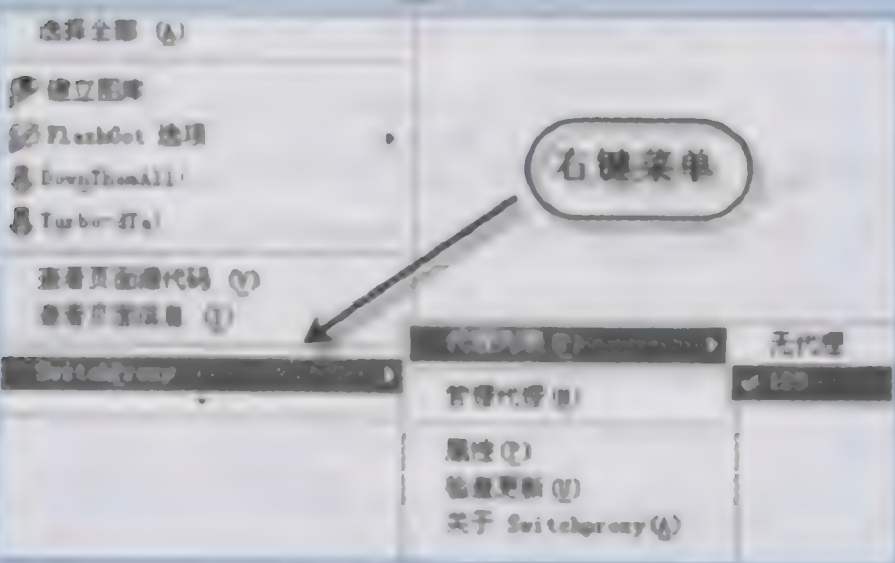 选择全部 (A)
建立图库
FlashGot 选项
DownThemAll!
查看页面源代码 (V)
查看页面信息 (I)
SwitchProxy
右键菜单
无代理
管理代理(M)
属性(P)
检查更新(U)
关于 Switchproxy(A)